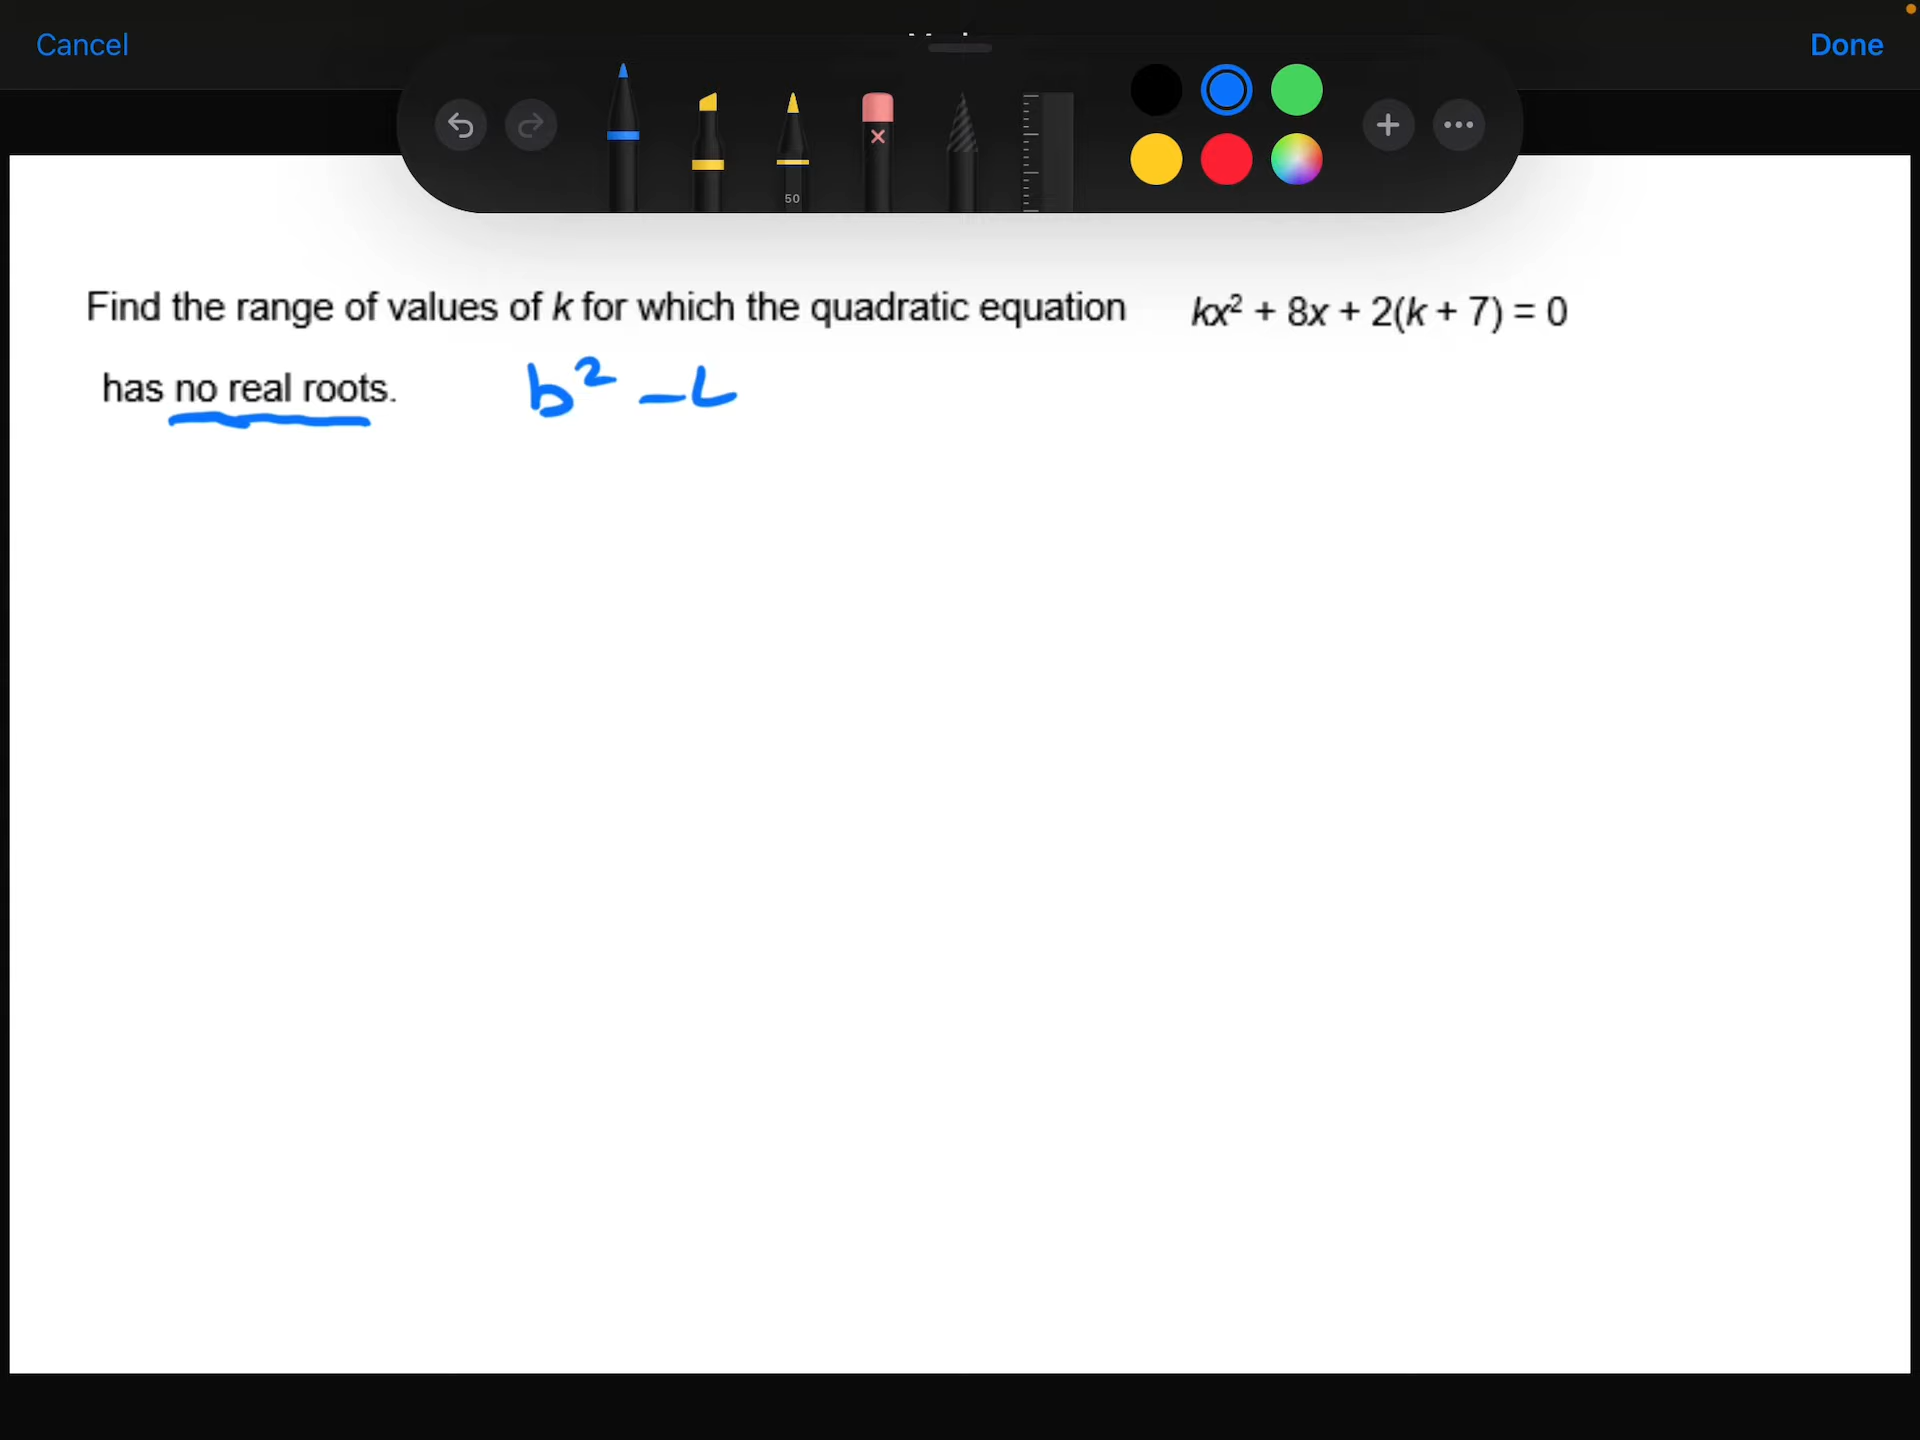 Cancel
Done
50
Find the range of values of k for which the quadratic equation kx² + 8x + 2(k + 7) = 0
has no real roots. b² -